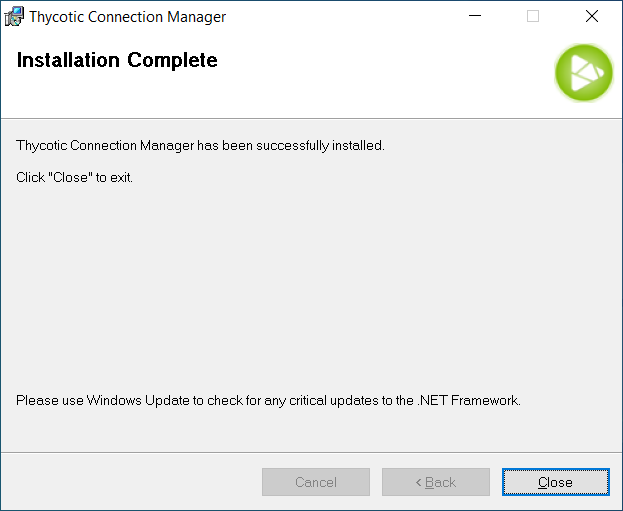 Thycotic Connection Manager
Installation Complete
Thycotic Connection Manager has been successfully installed.
Click "Close" to exit.
Please use Windows Update to check for any critical updates to the .NET Framework.
Cancel
< Back
Close